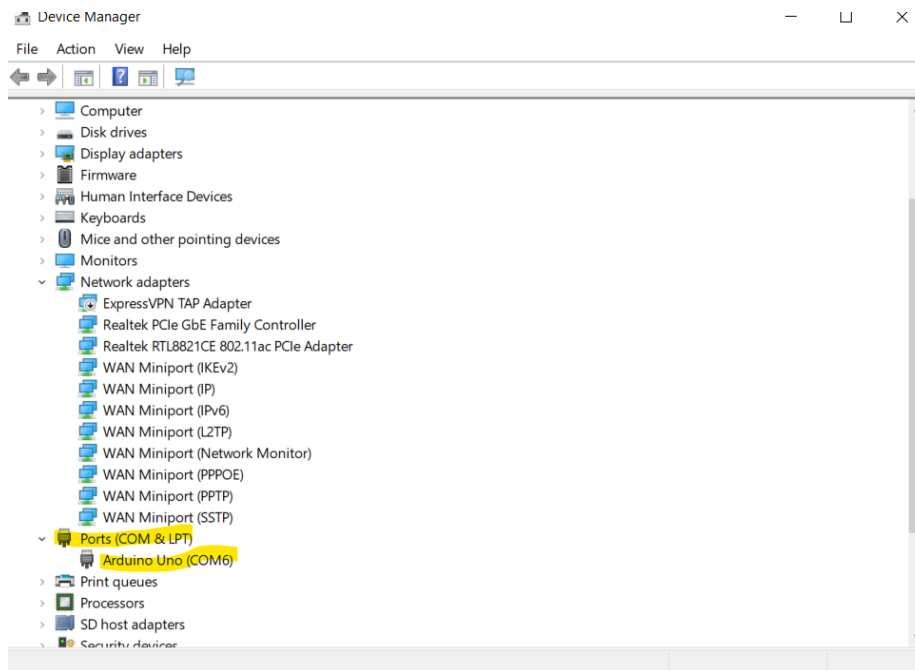 Device Manager
File Action View Help
Computer
Disk drives
Display adapters
Firmware
Human Interface Devices
Keyboards
Mice and other pointing devices
Monitors
Network adapters
ExpressVPN TAP Adapter
Realtek PCIe GbE Family Controller
Realtek RTL8821CE 802.11ac PCIe Adapter
WAN Miniport (IKEv2)
WAN Miniport (IP)
WAN Miniport (IPv6)
WAN Miniport (L2TP)
WAN Miniport (Network Monitor)
WAN Miniport (PPPOE)
WAN Miniport (PPTP)
WAN Miniport (SSTP)
Ports (COM & LPT)
Arduino Uno (COM6)
Print queues
Processors
SD host adapters
Security devices